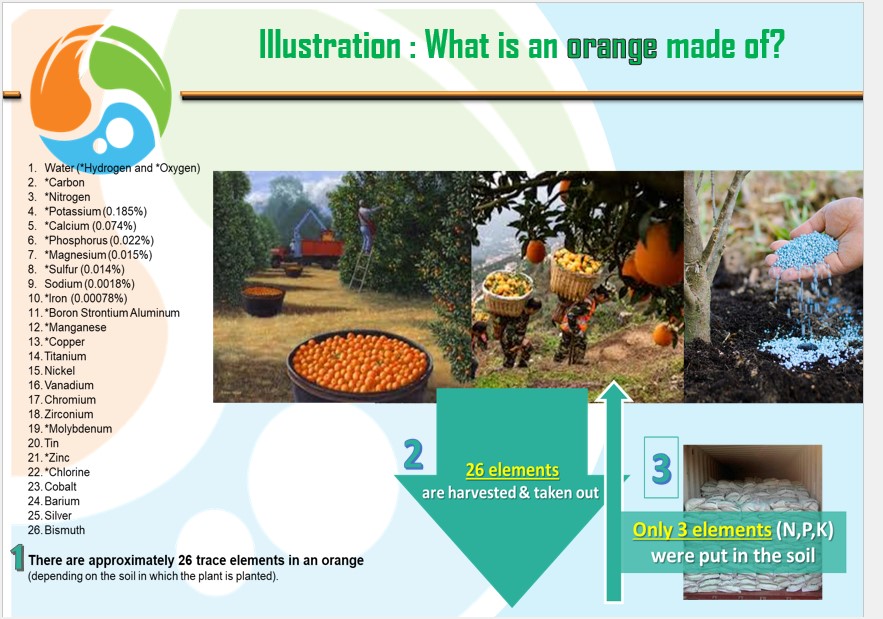 Illustration : What is an orange made of?
1. Water (*Hydrogen and *Oxygen)
2. *Carbon
3. *Nitrogen
4. *Potassium (0.185%)
5. *Calcium (0.074%)
6. *Phosphorus (0.022%)
7. *Magnesium (0.015%)
8. *Sulfur (0.014%)
9. Sodium (0.0018%)
10. *Iron (0.00078%)
11. *Boron Strontium Aluminum
12. *Manganese
13. *Copper
14. Titanium
15. Nickel
16. Vanadium
17. Chromium
18. Zirconium
19. *Molybdenum
20. Tin
21. *Zinc
22. *Chlorine
23. Cobalt
24. Barium
25. Silver
26. Bismuth
1 There are approximately 26 trace elements in an orange
(depending on the soil in which the plant is planted).
2
26 elements
are harvested & taken out
3
Only 3 elements (N,P,K)
were put in the soil